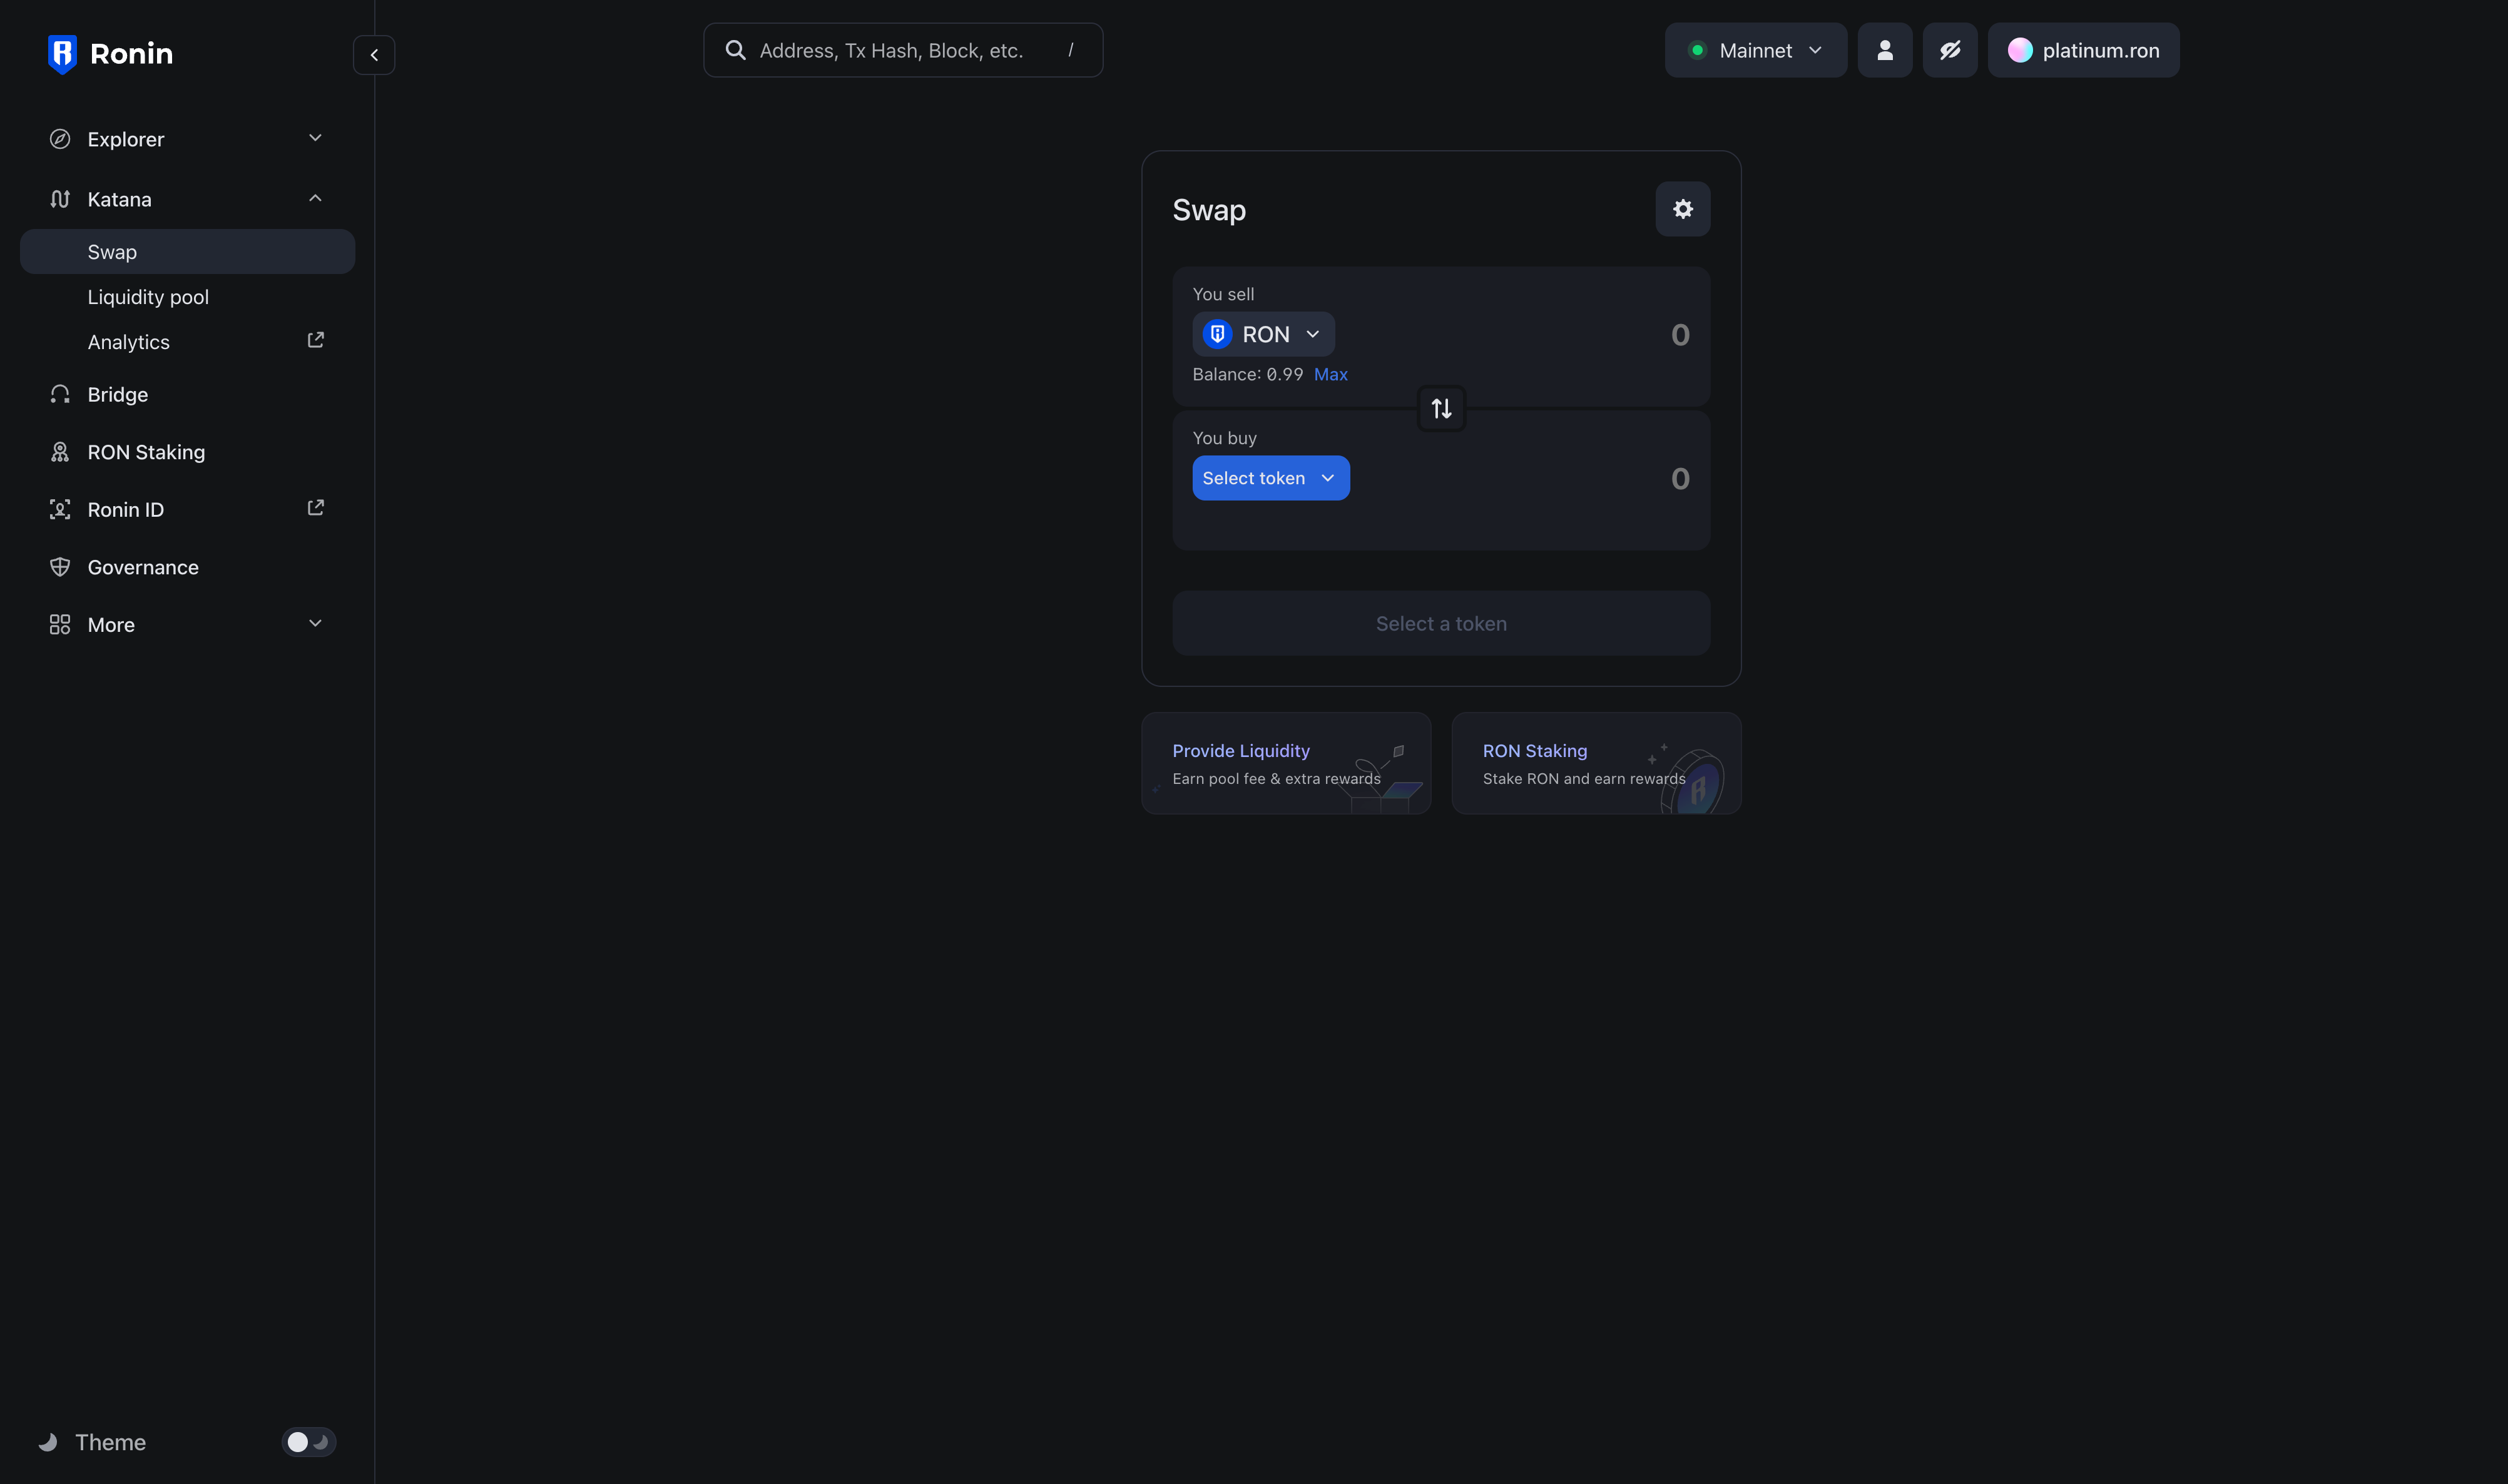 Ronin
Explorer
Katana
Swap
Liquidity pool
Analytics
Bridge
RON Staking
Ronin ID
Governance
More
Theme
Address, Tx Hash, Block, etc. /
Mainnet
platinum.ron
Swap
You sell
RON
0
Balance: 0.99 Max
You buy
Select token
0
Select a token
Provide Liquidity
Earn pool fee & extra rewards
RON Staking
Stake RON and earn rewards